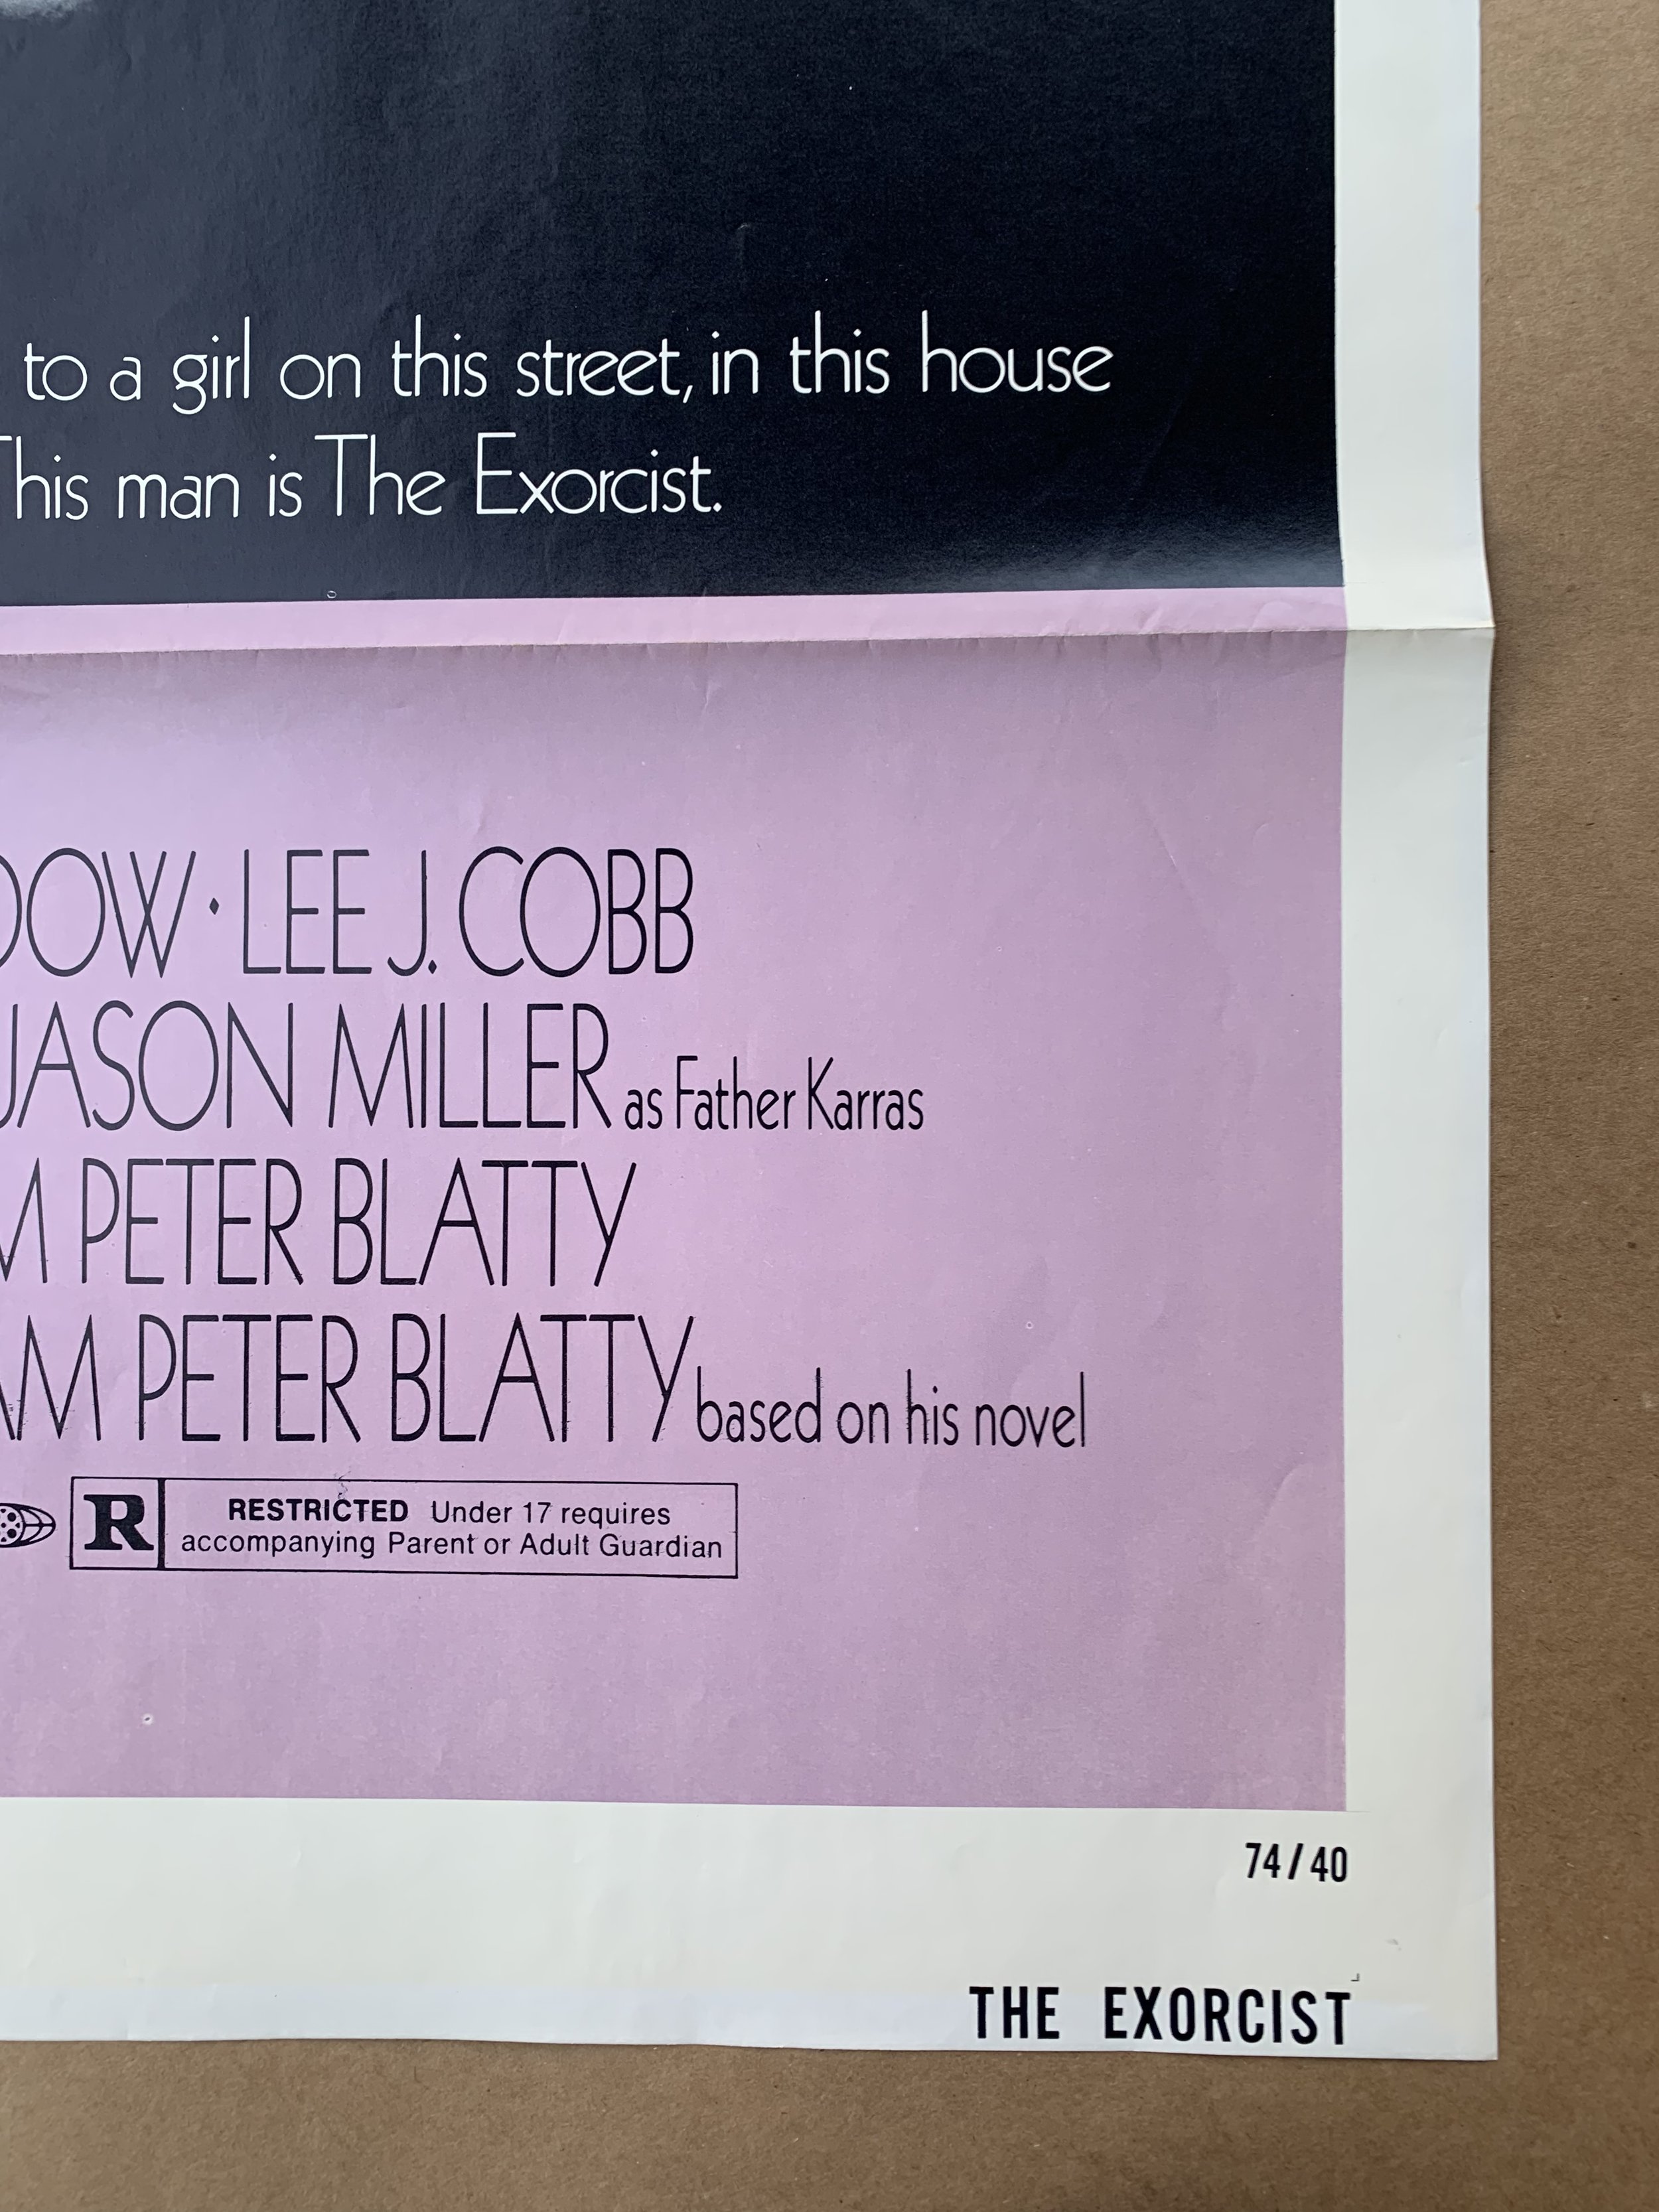 to a girl on this street, in this house
This man is The Exorcist.
LEE J. COBB
JASON MILLER as Father Karras
PETER BLATTY
PETER BLATTY based on his novel
R RESTRICTED Under 17 requires
accompanying Parent or Adult Guardian
74/40
THE EXORCIST